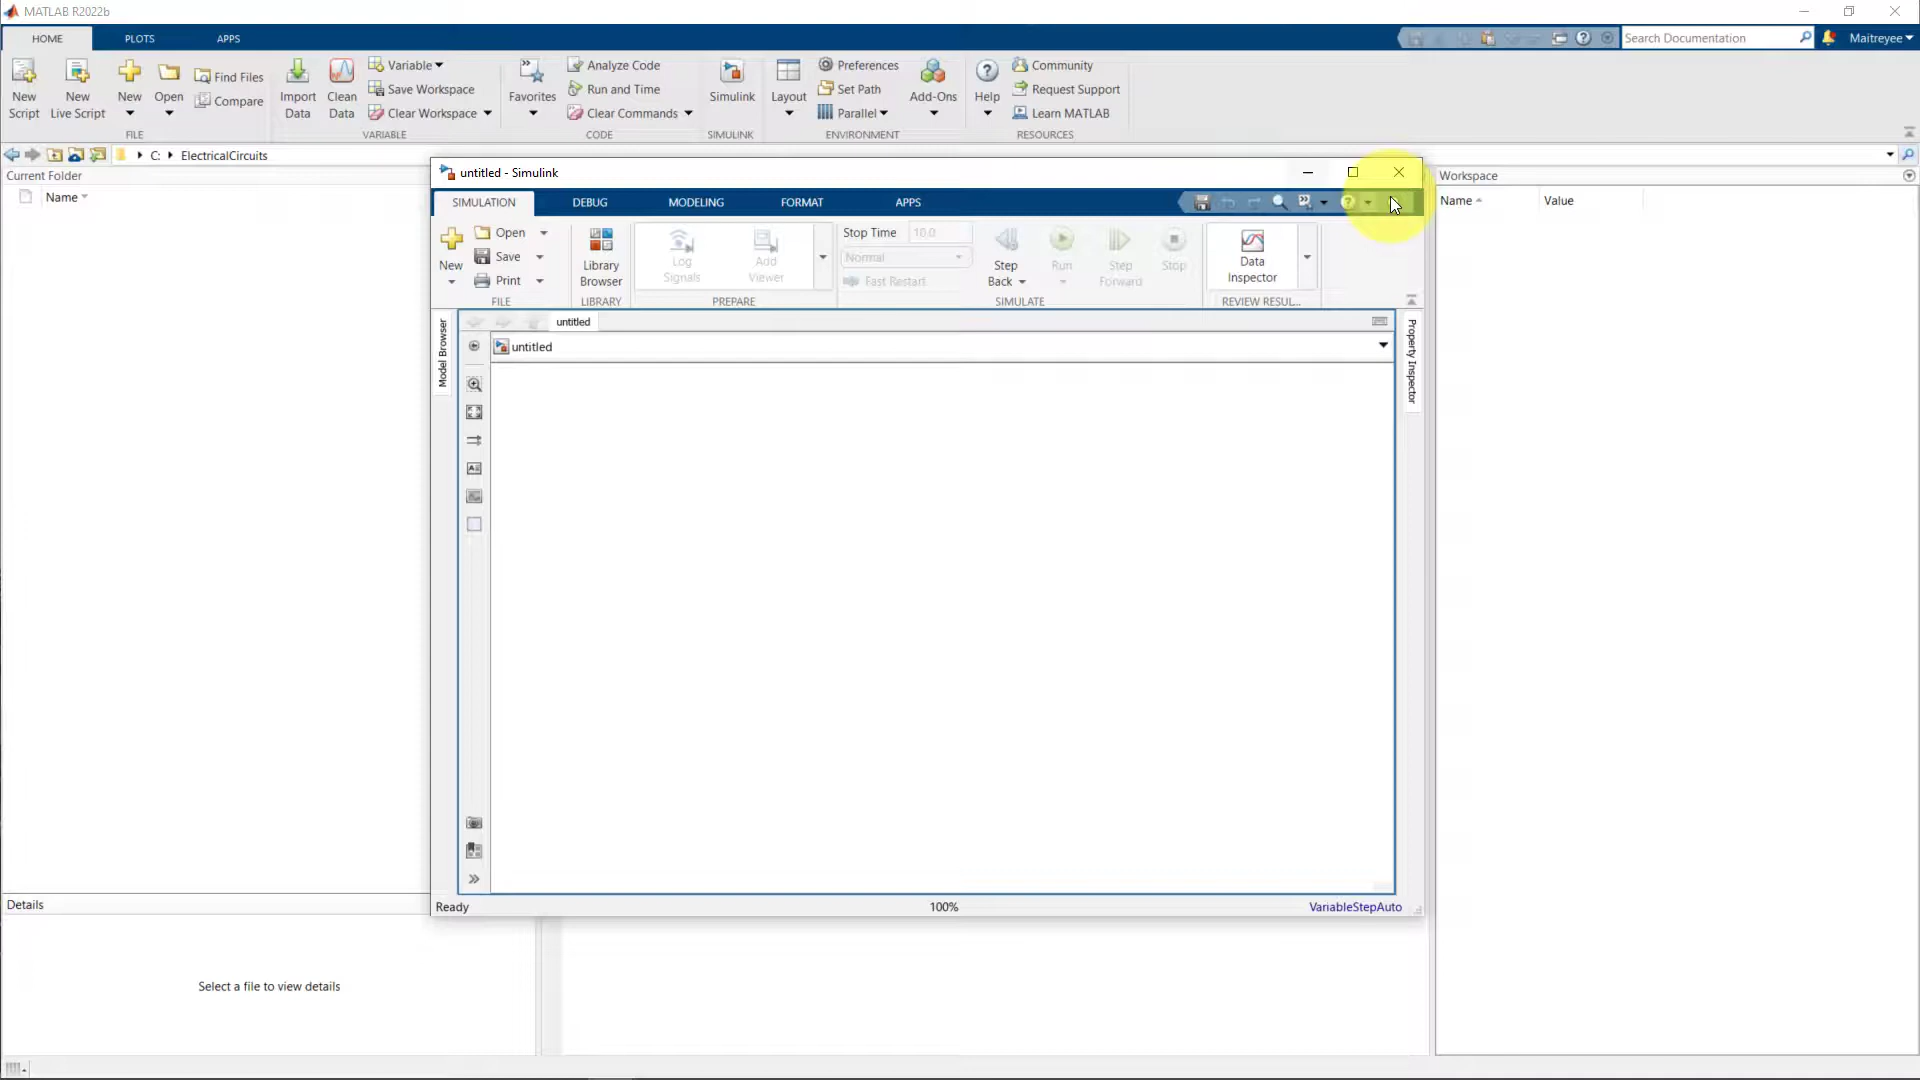 MATLAB R2022b
HOME
PLOTS
APPS
Search Documentation
Maitreyee
New Script
New Live Script
New
Open
Find Files
Compare
FILE
Import Data
Clean Data
Variable
Save Workspace
Clear Workspace
VARIABLE
Favorites
Analyze Code
Run and Time
Clear Commands
CODE
Simulink
SIMULINK
Layout
Preferences
Set Path
Parallel
Add-Ons
ENVIRONMENT
Help
Community
Request Support
Learn MATLAB
RESOURCES
C:
ElectricalCircuits
Current Folder
Name
Workspace
Name
Value
untitled - Simulink
SIMULATION
DEBUG
MODELING
FORMAT
APPS
New
Open
Save
Print
FILE
Library Browser
LIBRARY
Log Signals
Add Viewer
PREPARE
Stop Time
10.0
Normal
Fast Restart
Step Back
Run
Step Forward
Stop
SIMULATE
Data Inspector
REVIEW RESUL...
Model Browser
untitled
untitled
Property Inspector
Ready
100%
VariableStepAuto
Details
Select a file to view details